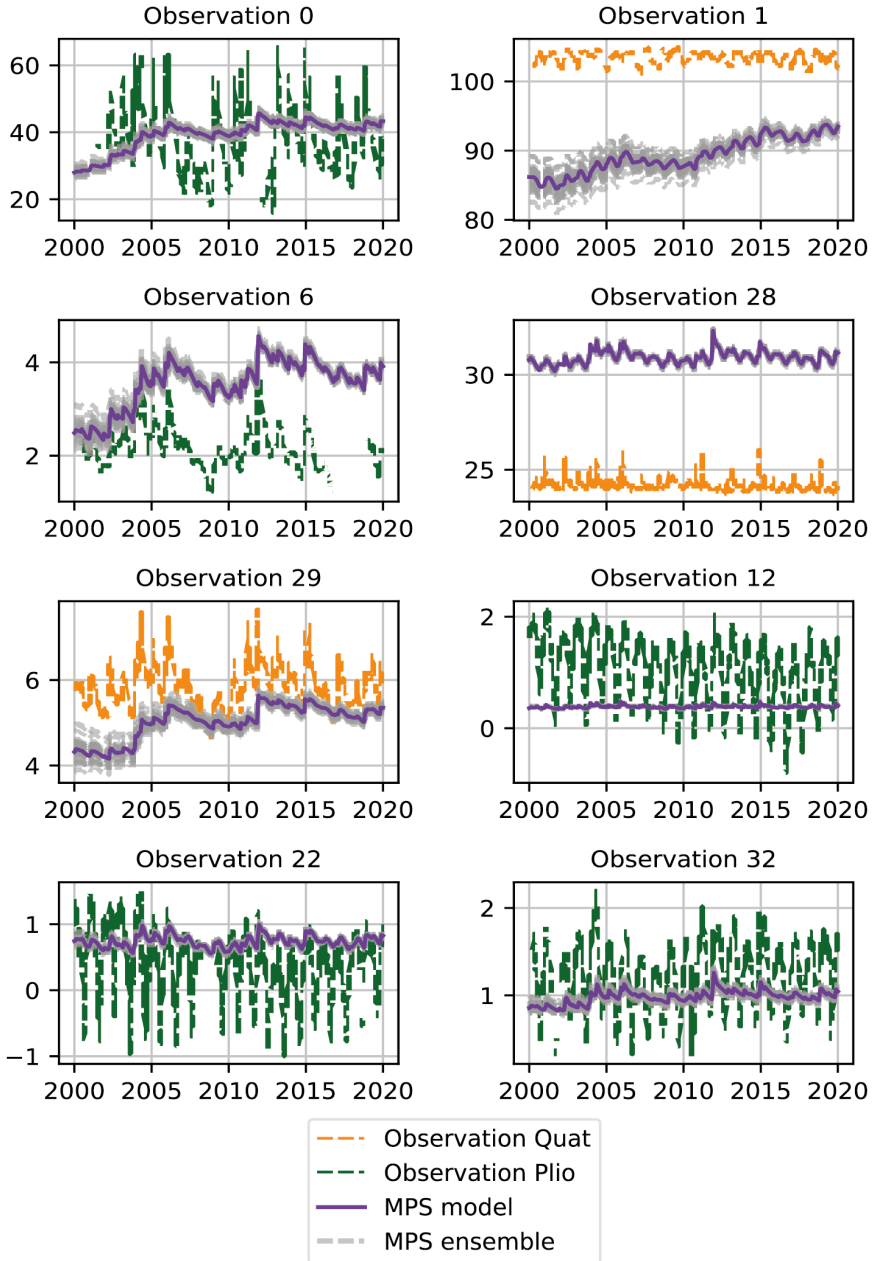 Observation 0
60
40
20
2000 2005 2010 2015 2020
Observation 1
100
90
80
2000 2005 2010 2015 2020
Observation 6
4
2
2000 2005 2010 2015 2020
Observation 28
30
25
2000 2005 2010 2015 2020
Observation 29
6
4
2000 2005 2010 2015 2020
Observation 12
2
0
2000 2005 2010 2015 2020
Observation 22
1
0
−1
2000 2005 2010 2015 2020
Observation 32
2
1
2000 2005 2010 2015 2020
Observation Quat
Observation Plio
MPS model
MPS ensemble